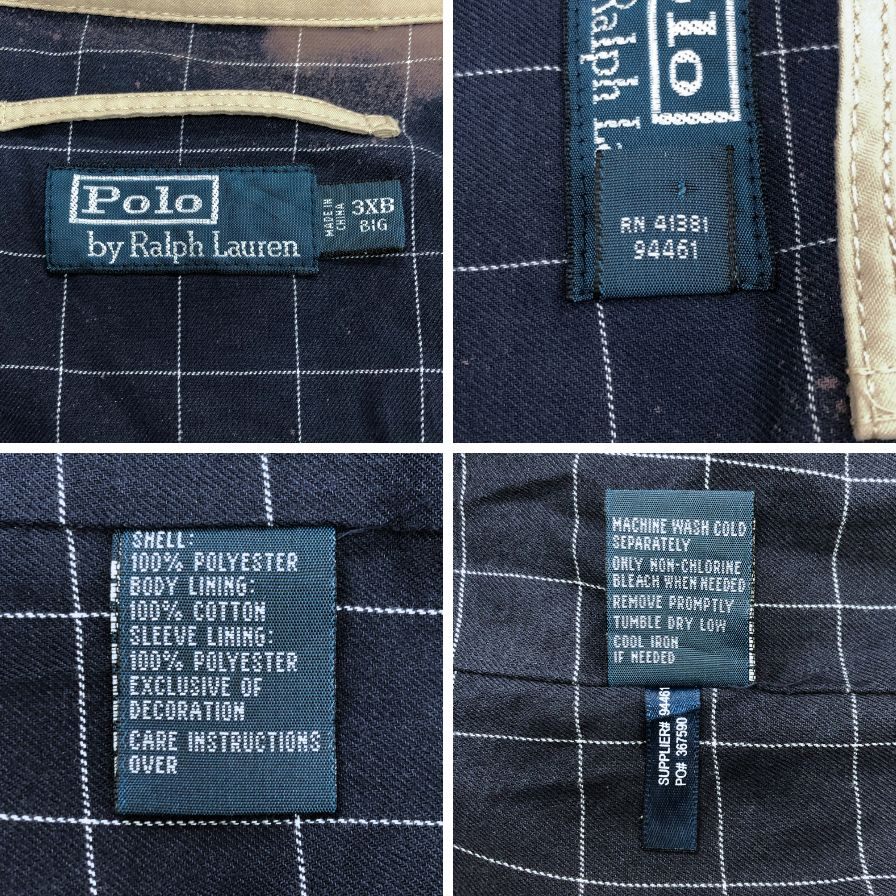 Polo
by Ralph Lauren
MADE IN
CHINA
3XB
BIG
Ralph L
olo
RN 41381
94461
SHELL:
100% POLYESTER
BODY LINING:
100% COTTON
SLEEVE LINING:
100% POLYESTER
EXCLUSIVE OF
DECORATION
CARE INSTRUCTIONS
OVER
MACHINE WASH COLD
SEPARATELY
ONLY NON-CHLORINE
BLEACH WHEN NEEDED
REMOVE PROMPTLY
TUMBLE DRY LOW
COOL IRON
IF NEEDED
SUPPLIER# 94461
PO# 367590